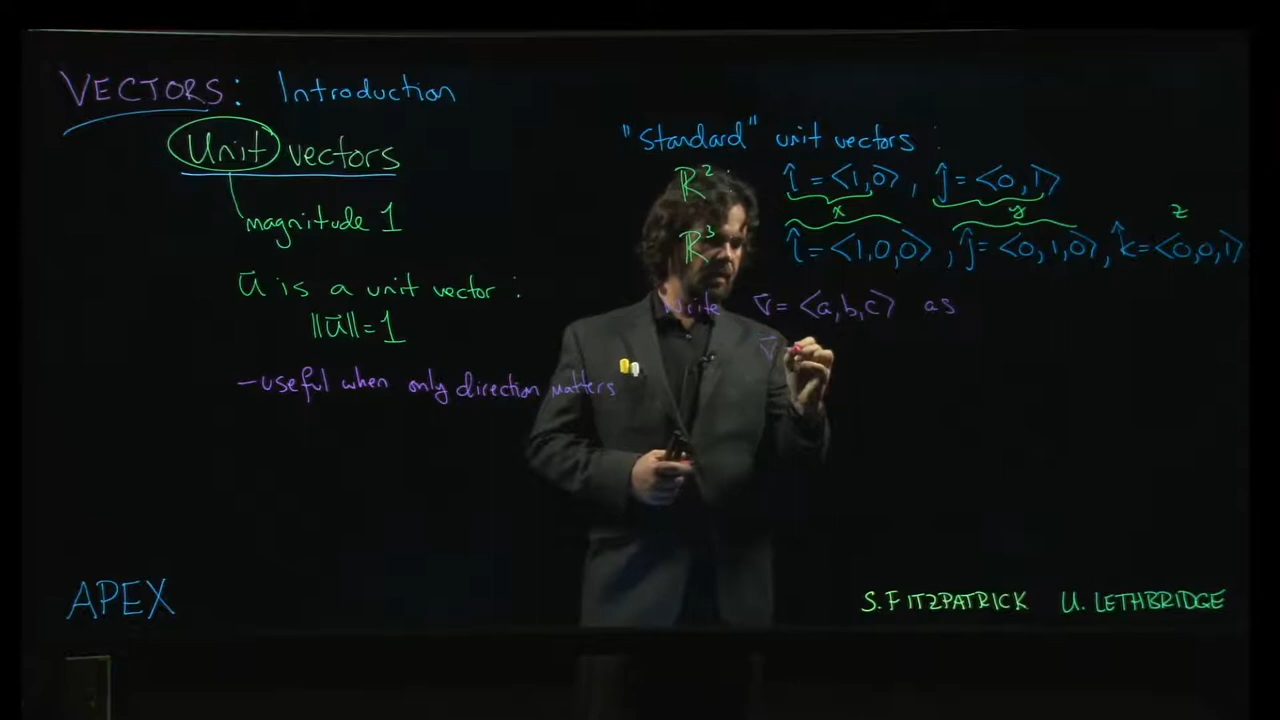 VECTORS: Introduction
Unit vectors
magnitude 1
u⃗ is a unit vector:
‖u⃗‖=1
-useful when only direction matters
"Standard" unit vectors:
ℝ²: î = ⟨1,0⟩, ĵ = ⟨0,1⟩
x y z
ℝ³ î = ⟨1,0,0⟩, ĵ = ⟨0,1,0⟩, k̂ = ⟨0,0,1⟩
Write v⃗ = ⟨a,b,c⟩ as
v⃗
APEX
S. FITZPATRICK U. LETHBRIDGE